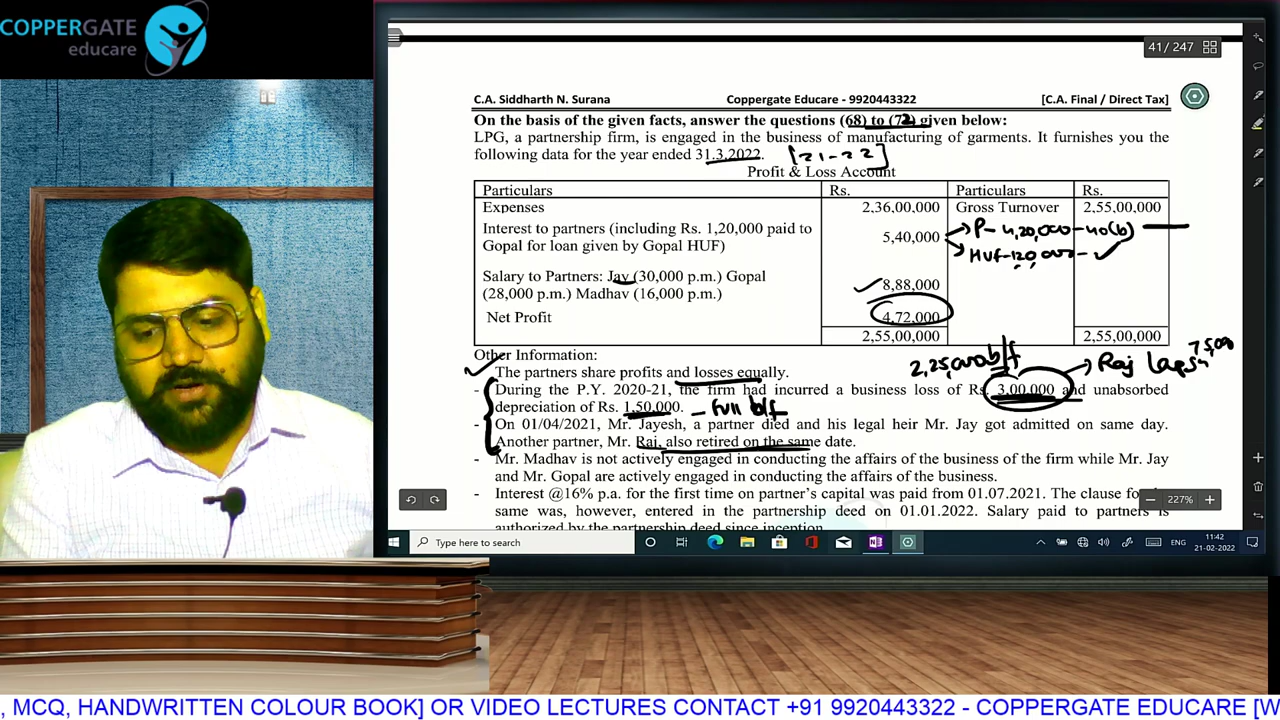 COPPERGATE
educare
41 / 247
C.A. Siddharth N. Surana Coppergate Educare - 9920443322 [C.A. Final / Direct Tax]
On the basis of the given facts, answer the questions (68) to (72) given below:
LPG, a partnership firm, is engaged in the business of manufacturing of garments. It furnishes you the
following data for the year ended 31.3.2022. [21-22]
Profit & Loss Account
Particulars Rs. Particulars Rs.
Expenses 2,36,00,000 Gross Turnover 2,55,00,000
Interest to partners (including Rs. 1,20,000 paid to P- 4,20,000 - 40(b)
Gopal for loan given by Gopal HUF) 5,40,000 HUF - 120,000 -
Salary to Partners: Jay (30,000 p.m.) Gopal 8,88,000
(28,000 p.m.) Madhav (16,000 p.m.)
Net Profit 4,72,000
2,55,00,000 2,55,00,000
Other Information: 2,25,000 b/f Raj laps 75,000
The partners share profits and losses equally.
- During the P.Y. 2020-21, the firm had incurred a business loss of Rs. 3,00,000 and unabsorbed
depreciation of Rs. 1,50,000. - full b/f
- On 01/04/2021, Mr. Jayesh, a partner died and his legal heir Mr. Jay got admitted on same day.
Another partner, Mr. Raj, also retired on the same date.
- Mr. Madhav is not actively engaged in conducting the affairs of the business of the firm while Mr. Jay
and Mr. Gopal are actively engaged in conducting the affairs of the business.
- Interest @16% p.a. for the first time on partner's capital was paid from 01.07.2021. The clause for
same was, however, entered in the partnership deed on 01.01.2022. Salary paid to partners is
authorized by the partnership deed since inception.
227%
Type here to search
ENG
11:42
21-02-2022
, MCQ, HANDWRITTEN COLOUR BOOK] OR VIDEO LECTURES CONTACT +91 9920443322 - COPPERGATE EDUCARE [W